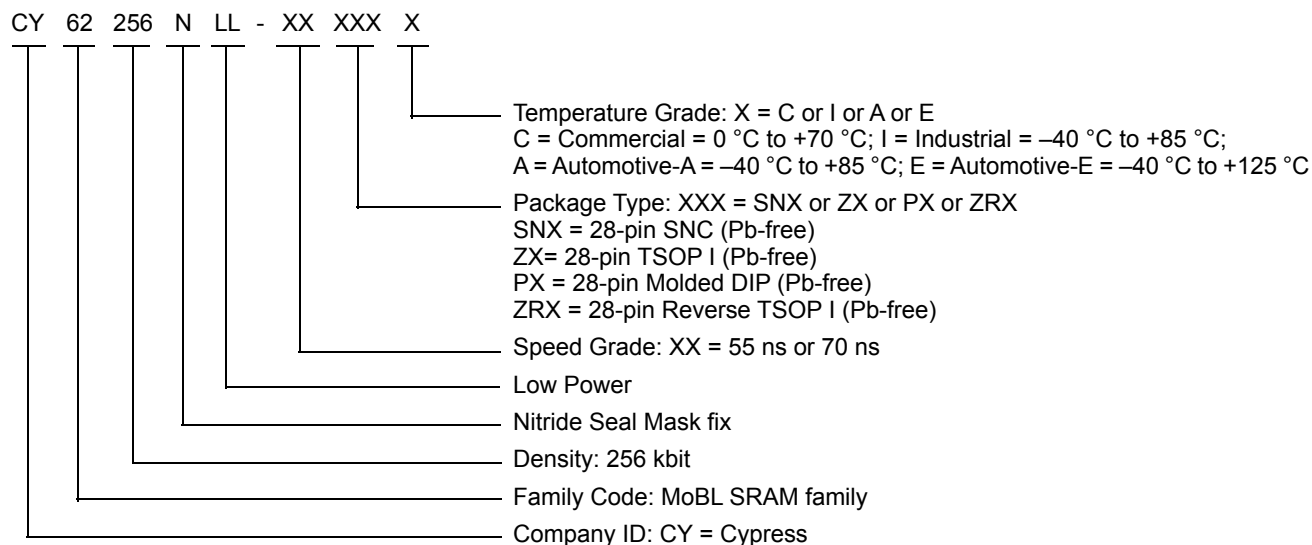 CY 62 256 N LL - XX XXX X
Temperature Grade: X = C or I or A or E
C = Commercial = 0 °C to +70 °C; I = Industrial = –40 °C to +85 °C;
A = Automotive-A = –40 °C to +85 °C; E = Automotive-E = –40 °C to +125 °C
Package Type: XXX = SNX or ZX or PX or ZRX
SNX = 28-pin SNC (Pb-free)
ZX= 28-pin TSOP I (Pb-free)
PX = 28-pin Molded DIP (Pb-free)
ZRX = 28-pin Reverse TSOP I (Pb-free)
Speed Grade: XX = 55 ns or 70 ns
Low Power
Nitride Seal Mask fix
Density: 256 kbit
Family Code: MoBL SRAM family
Company ID: CY = Cypress